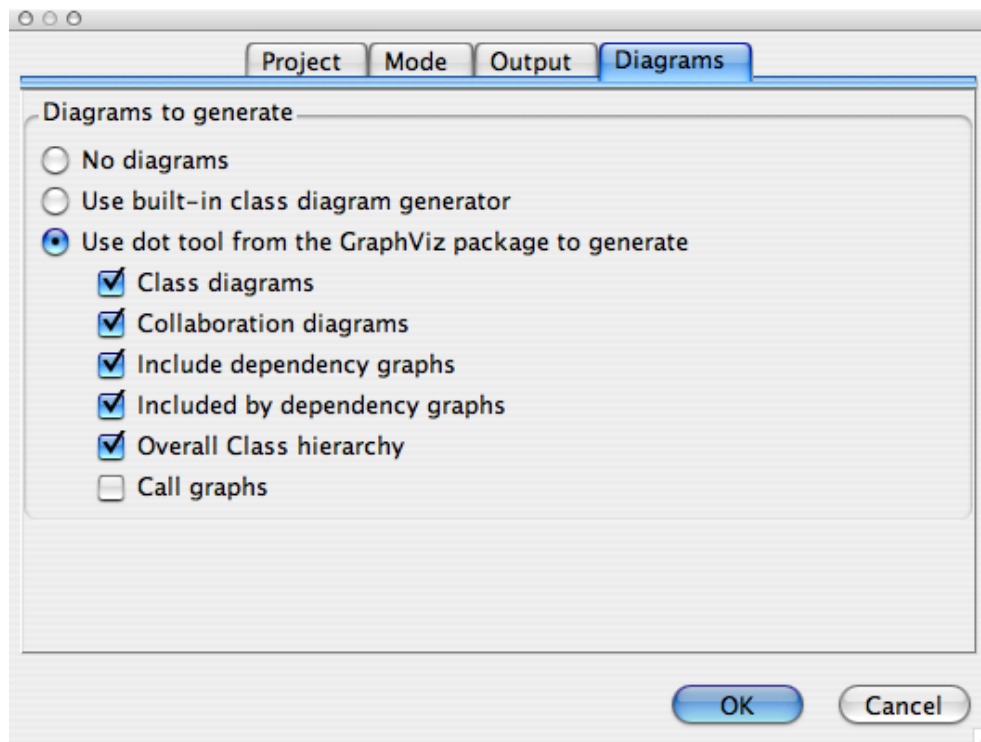 Project Mode Output Diagrams
Diagrams to generate
No diagrams
Use built-in class diagram generator
Use dot tool from the GraphViz package to generate
Class diagrams
Collaboration diagrams
Include dependency graphs
Included by dependency graphs
Overall Class hierarchy
Call graphs
OK Cancel